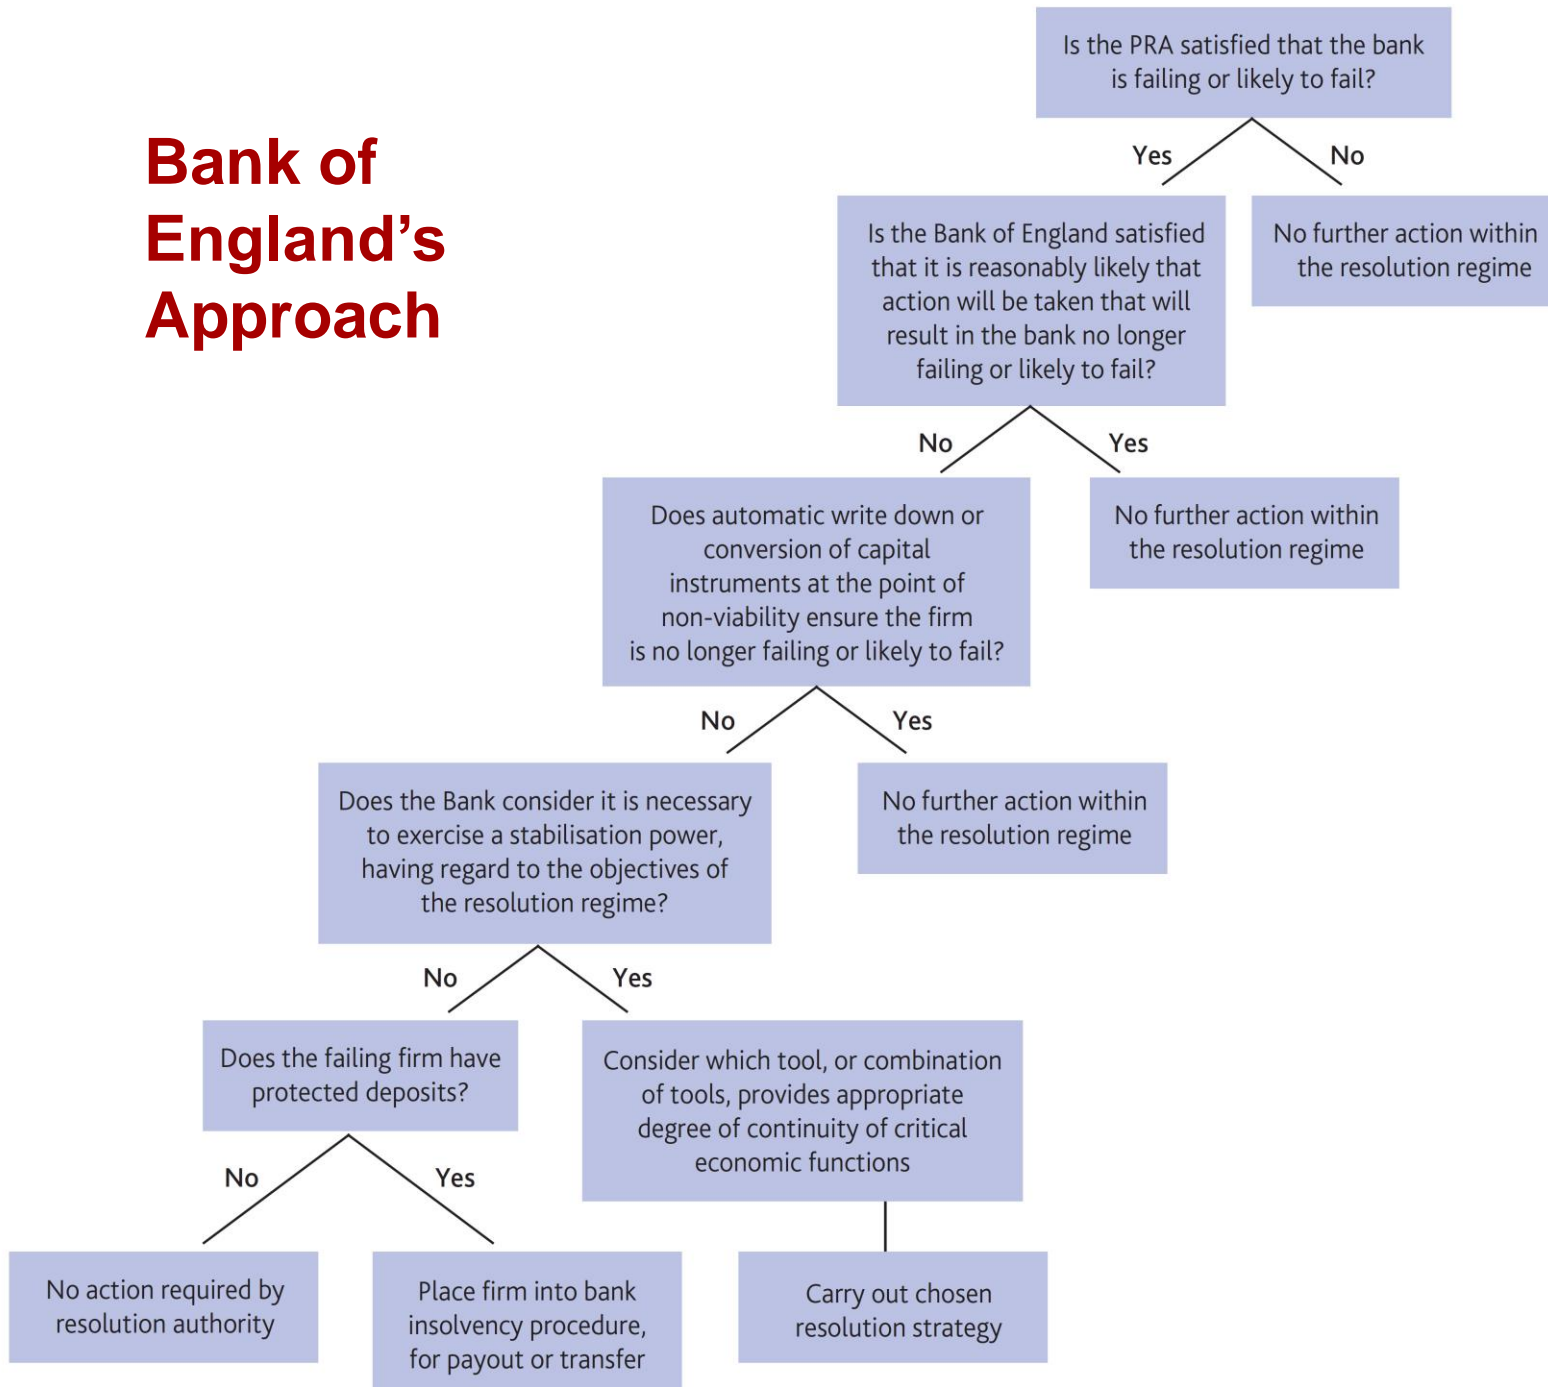 Bank of
England’s
Approach
Is the PRA satisfied that the bank
is failing or likely to fail?
Yes
No
Is the Bank of England satisfied
that it is reasonably likely that
action will be taken that will
result in the bank no longer
failing or likely to fail?
No further action within
the resolution regime
No
Yes
Does automatic write down or
conversion of capital
instruments at the point of
non-viability ensure the firm
is no longer failing or likely to fail?
No further action within
the resolution regime
No
Yes
Does the Bank consider it is necessary
to exercise a stabilisation power,
having regard to the objectives of
the resolution regime?
No further action within
the resolution regime
No
Yes
Does the failing firm have
protected deposits?
Consider which tool, or combination
of tools, provides appropriate
degree of continuity of critical
economic functions
No
Yes
No action required by
resolution authority
Place firm into bank
insolvency procedure,
for payout or transfer
Carry out chosen
resolution strategy